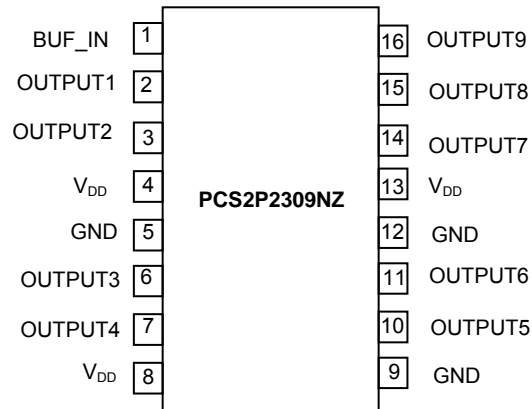 BUF_IN 1 16 OUTPUT9
OUTPUT1 2 15 OUTPUT8
OUTPUT2 3 14 OUTPUT7
VDD 4 PCS2P2309NZ 13 VDD
GND 5 12 GND
OUTPUT3 6 11 OUTPUT6
OUTPUT4 7 10 OUTPUT5
VDD 8 9 GND